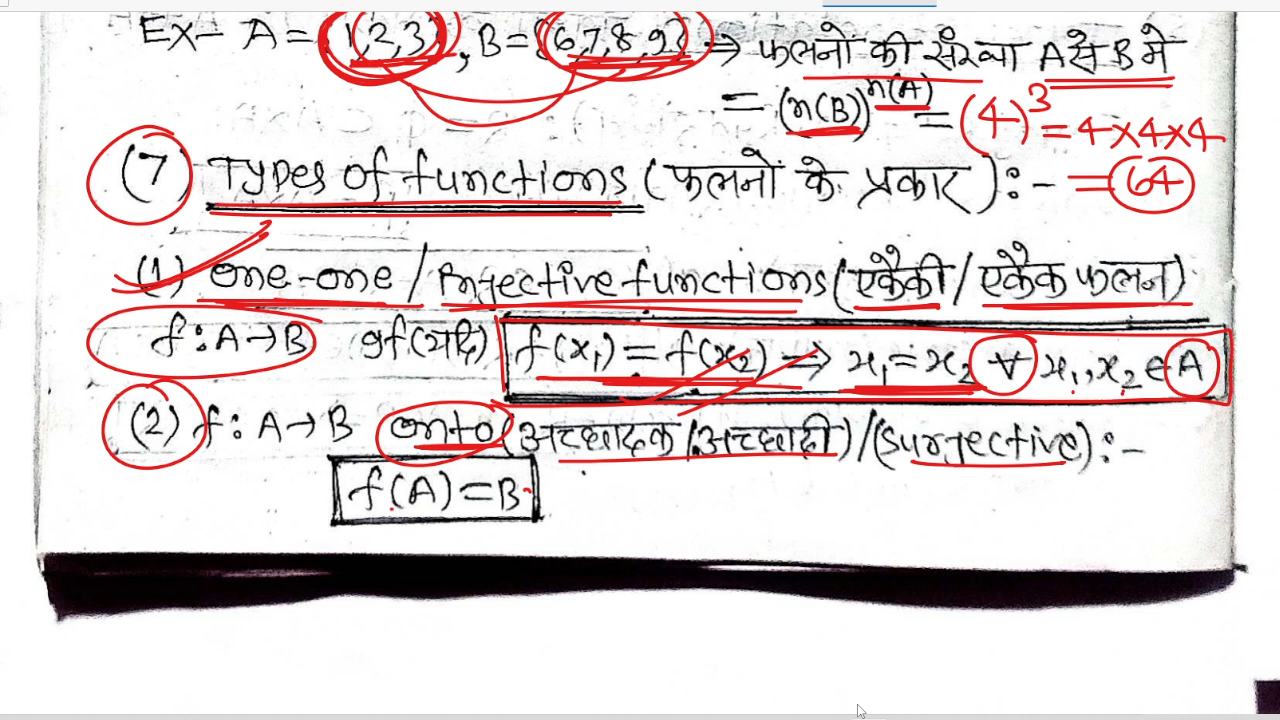 Ex- A = {1,2,3}, B={6,7,8,9} ⇒ फलनो की संख्या A से B मे
= (n(B))^n(A) = (4)^3 = 4×4×4
(7) Types of functions (फलनो के प्रकार):- = 64
(1) one-one / Injective functions (एकैकी / एकैक फलन)
f:A→B If(यदि) f(x₁) = f(x₂) ⇒ x₁ = x₂ ∀ x₁, x₂ ∈ A
(2) f: A→B onto (अच्छादक/अच्छादी)/(Surjective):-
f(A)=B